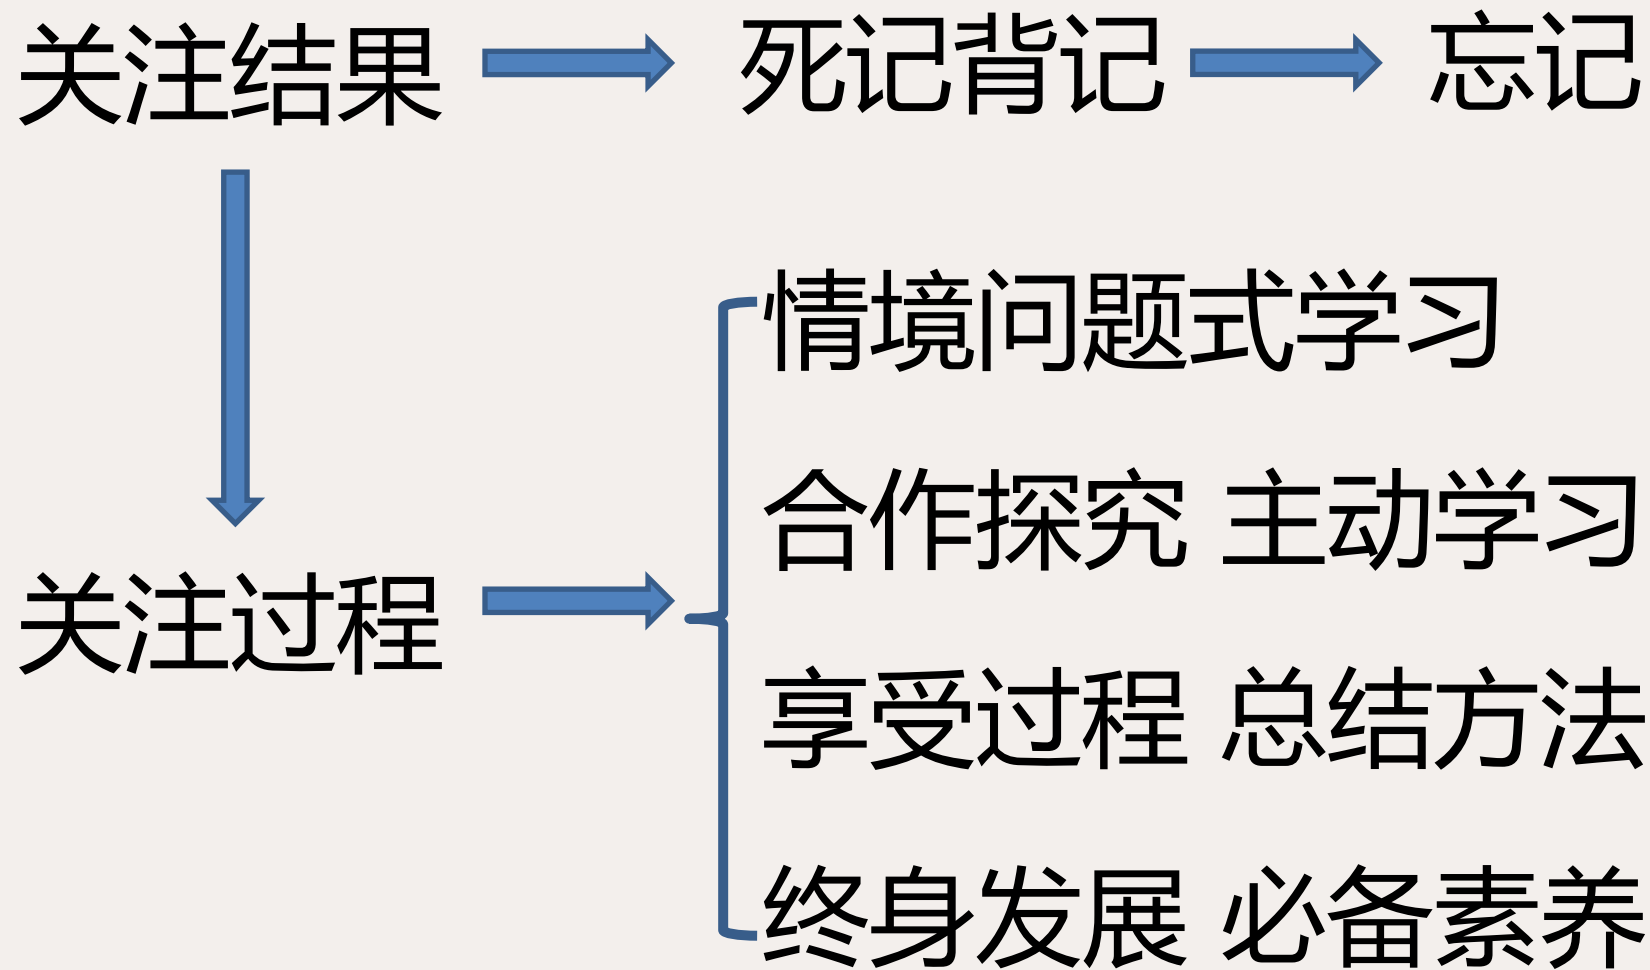 关注结果 死记背记 忘记
情境问题式学习
合作探究 主动学习
关注过程
享受过程 总结方法
终身发展 必备素养